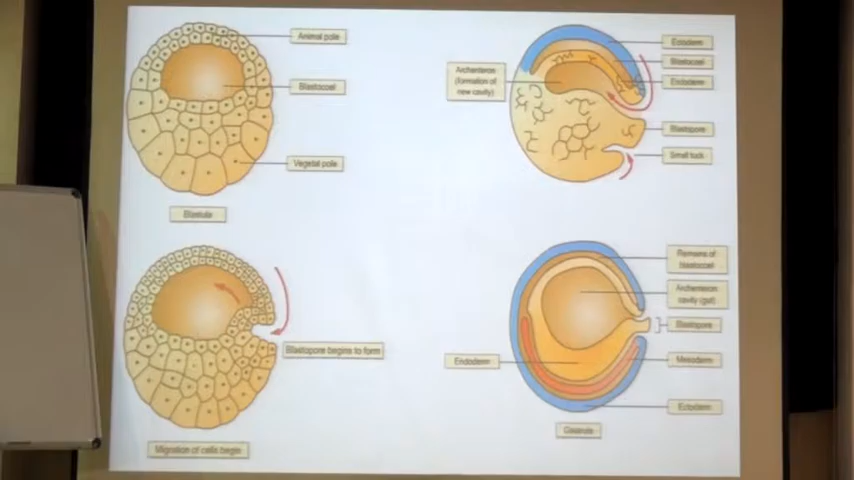 Animal pole
Blastocoel
Vegetal pole
Blastula
Ectoderm
Blastocoel
Endoderm
Archenteron
(formation of
new cavity)
Blastopore
Small tuck
Blastopore begins to form
Migration of cells begin
Remains of
blastocoel
Archenteron
cavity (gut)
Blastopore
Endoderm
Mesoderm
Ectoderm
Gastrula